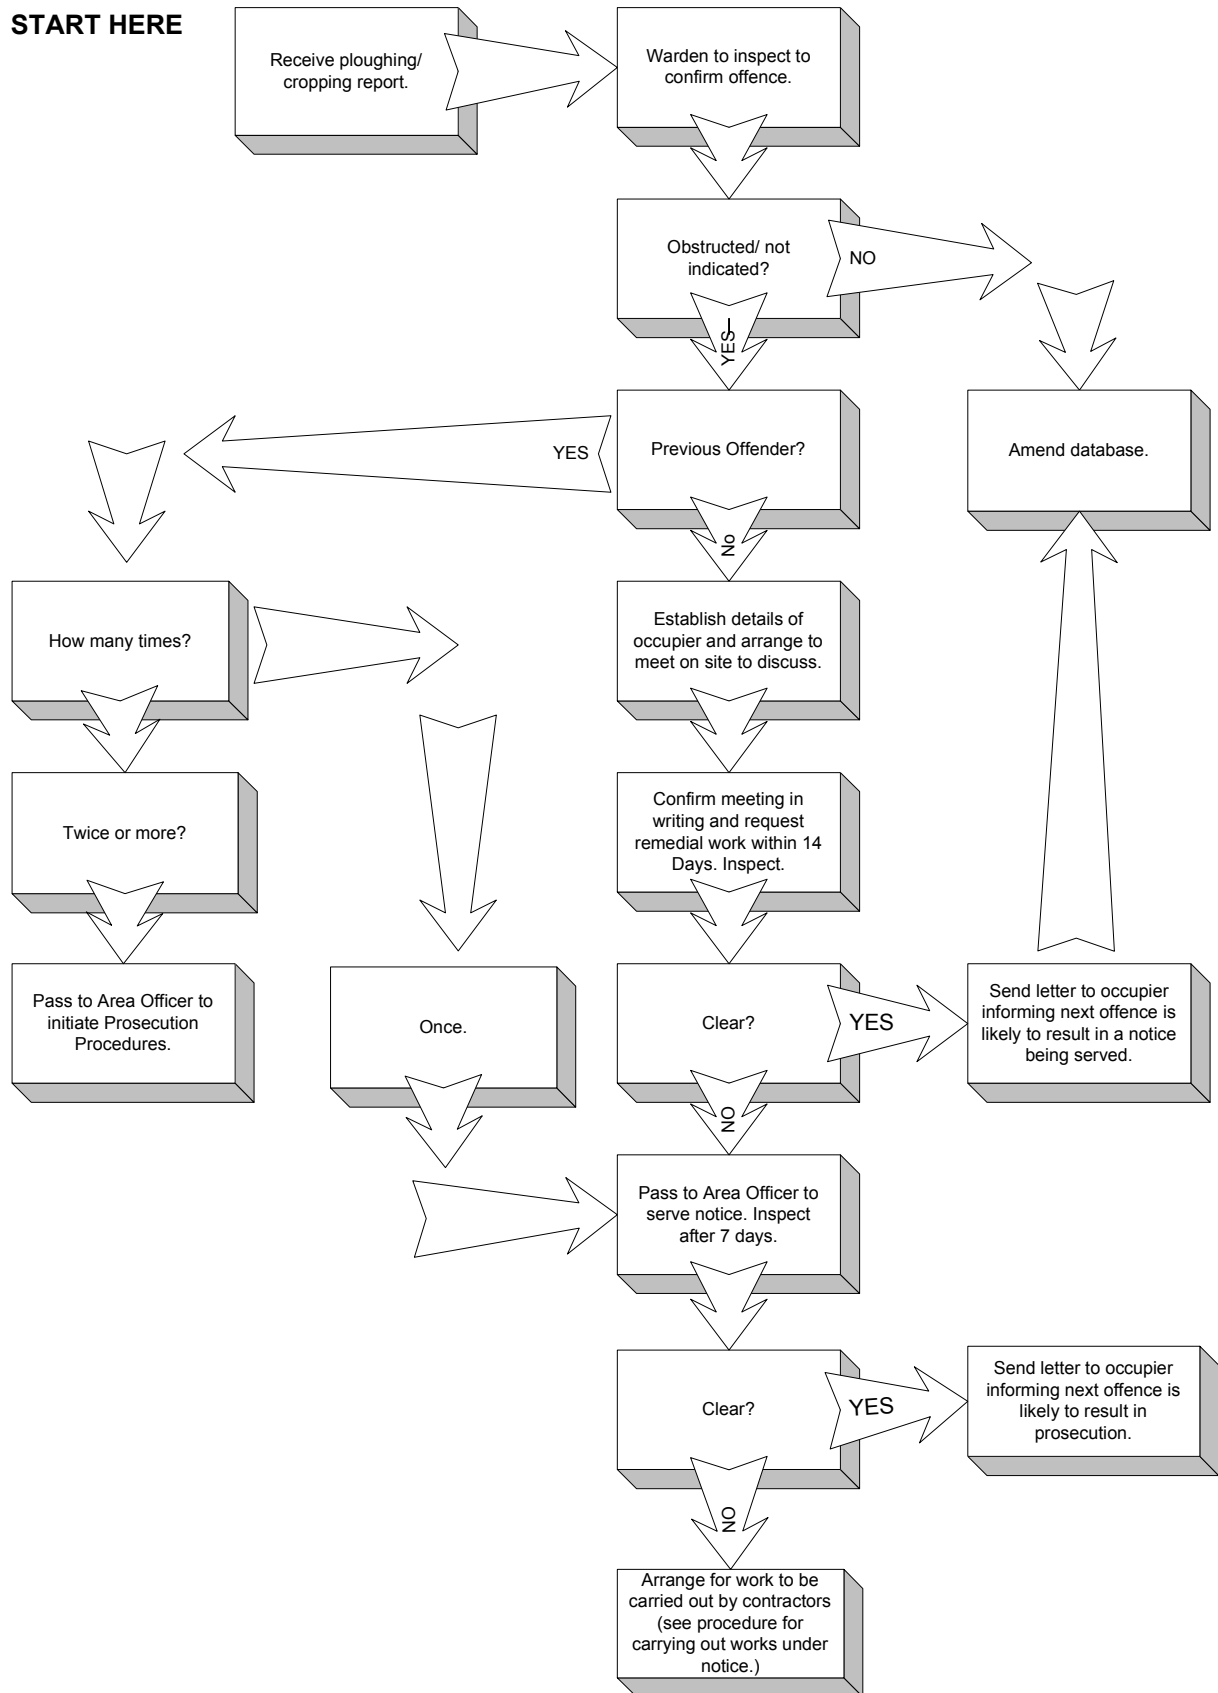 START HERE
Receive ploughing/
cropping report.
Warden to inspect to
confirm offence.
Obstructed/ not
indicated?
NO
YES
Previous Offender?
YES
Amend database.
No
How many times?
Establish details of
occupier and arrange to
meet on site to discuss.
Twice or more?
Confirm meeting in
writing and request
remedial work within 14
Days. Inspect.
Pass to Area Officer to
initiate Prosecution
Procedures.
Once.
Clear?
YES
Send letter to occupier
informing next offence is
likely to result in a notice
being served.
NO
Pass to Area Officer to
serve notice. Inspect
after 7 days.
Clear?
YES
Send letter to occupier
informing next offence is
likely to result in
prosecution.
NO
Arrange for work to be
carried out by contractors
(see procedure for
carrying out works under
notice.)